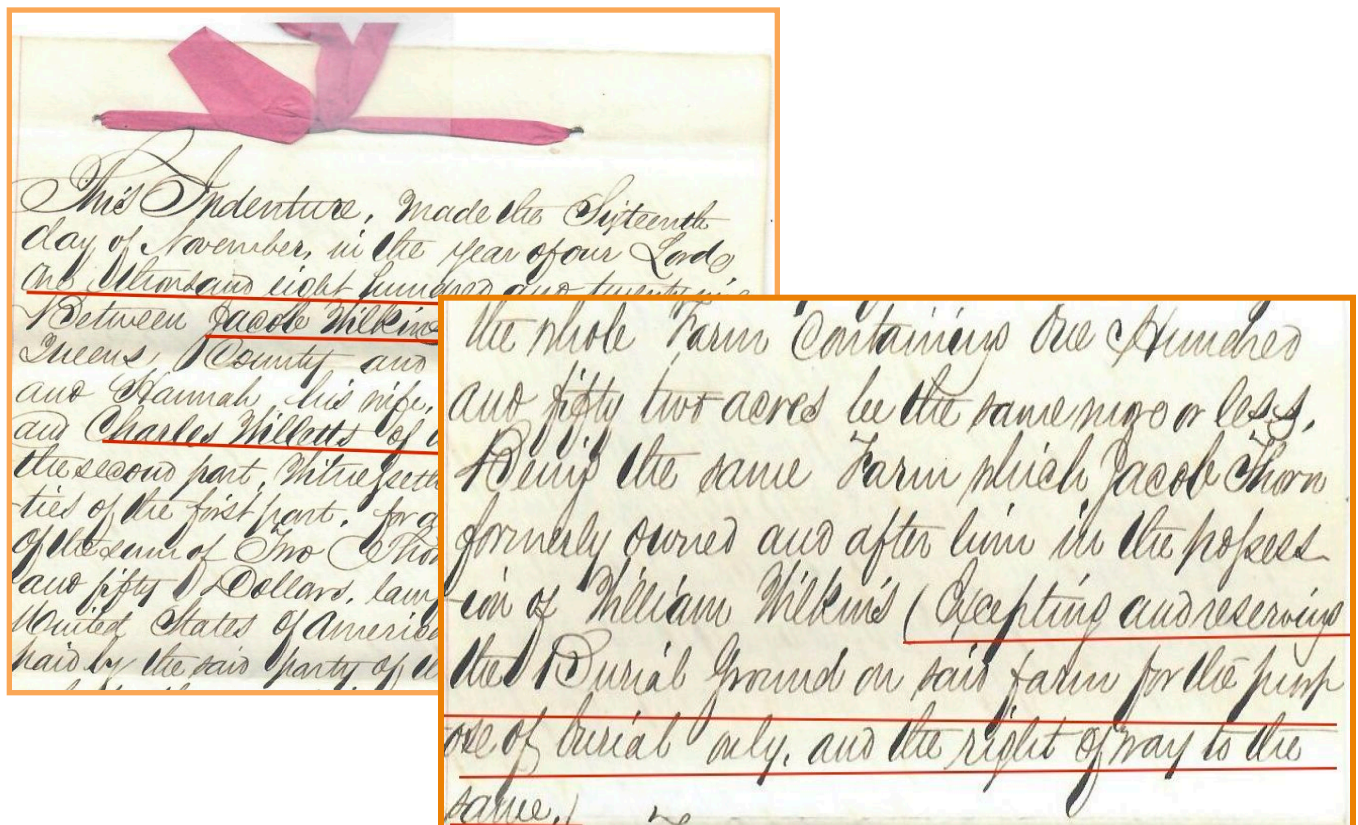 This Indenture, made the Sixteenth
day of November, in the year of our Lord
one thousand eight hundred and twenty
Between Jacob Wilkins
Queens, County and
and Hannah his wife,
and Charles Willetts of
the second part, Witnesseth
ties of the first part, for
of the sum of Two Thou
and fifty Dollars, law
United States of America
paid by the said party of th
the whole Farm Containing One Hundred
and fifty two acres be the same more or less,
Being the same Farm which Jacob Thorn
formerly owned and after him in the possess
ion of William Wilkins (Excepting and reserving
the Burial Ground on said farm for the purp
ose of burial only, and the right of way to the
same.)